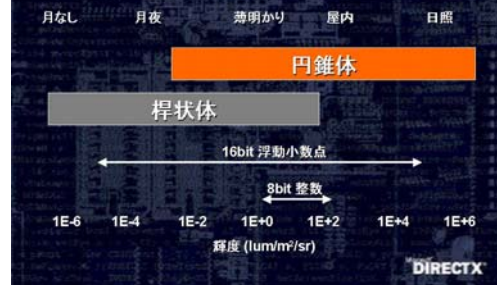 月なし 月夜 薄明かり 屋内 日照
円錐体
桿状体
16bit 浮動小数点
8bit 整数
1E-6 1E-4 1E-2 1E+0 1E+2 1E+4 1E+6
輝度 (lum/m²/sr)
Microsoft
DIRECTX